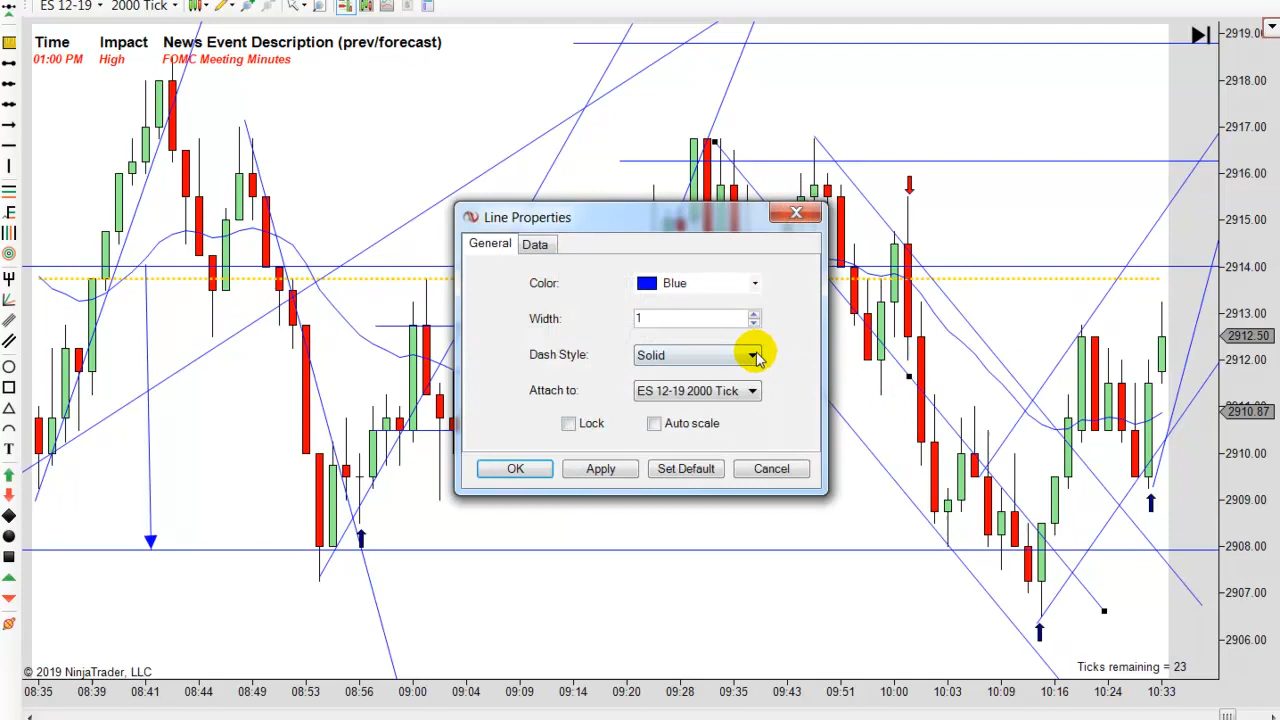 ES 12-19 2000 Tick
Time Impact News Event Description (prev/forecast)
01:00 PM High FOMC Meeting Minutes
Line Properties
General Data
Color: Blue
Width: 1
Dash Style: Solid
Attach to: ES 12-19 2000 Tick
Lock Auto scale
OK Apply Set Default Cancel
2919.00
2918.00
2917.00
2916.00
2915.00
2914.00
2913.00
2912.50
2912.00
2910.87
2910.00
2909.00
2908.00
2907.00
2906.00
© 2019 NinjaTrader, LLC
Ticks remaining = 23
08:35 08:39 08:41 08:44 08:49 08:53 08:56 09:00 09:04 09:09 09:14 09:20 09:28 09:35 09:43 09:51 10:00 10:03 10:09 10:16 10:24 10:33